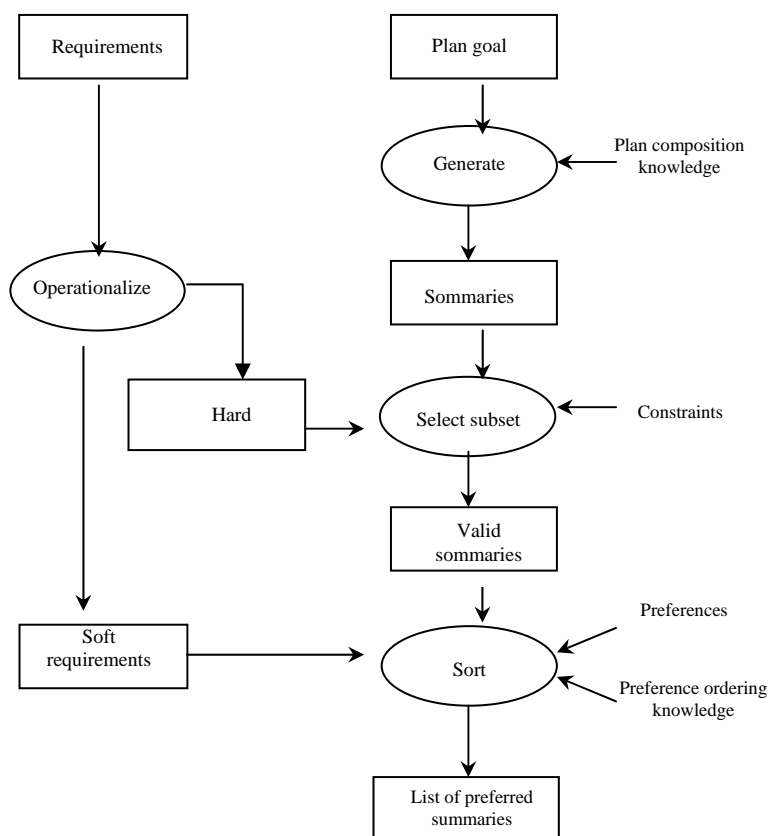 Requirements
Plan goal
Generate
Plan composition
knowledge
Operationalize
Sommaries
Hard
Select subset
Constraints
Valid
sommaries
Soft
requirements
Sort
Preferences
Preference ordering
knowledge
List of preferred
summaries